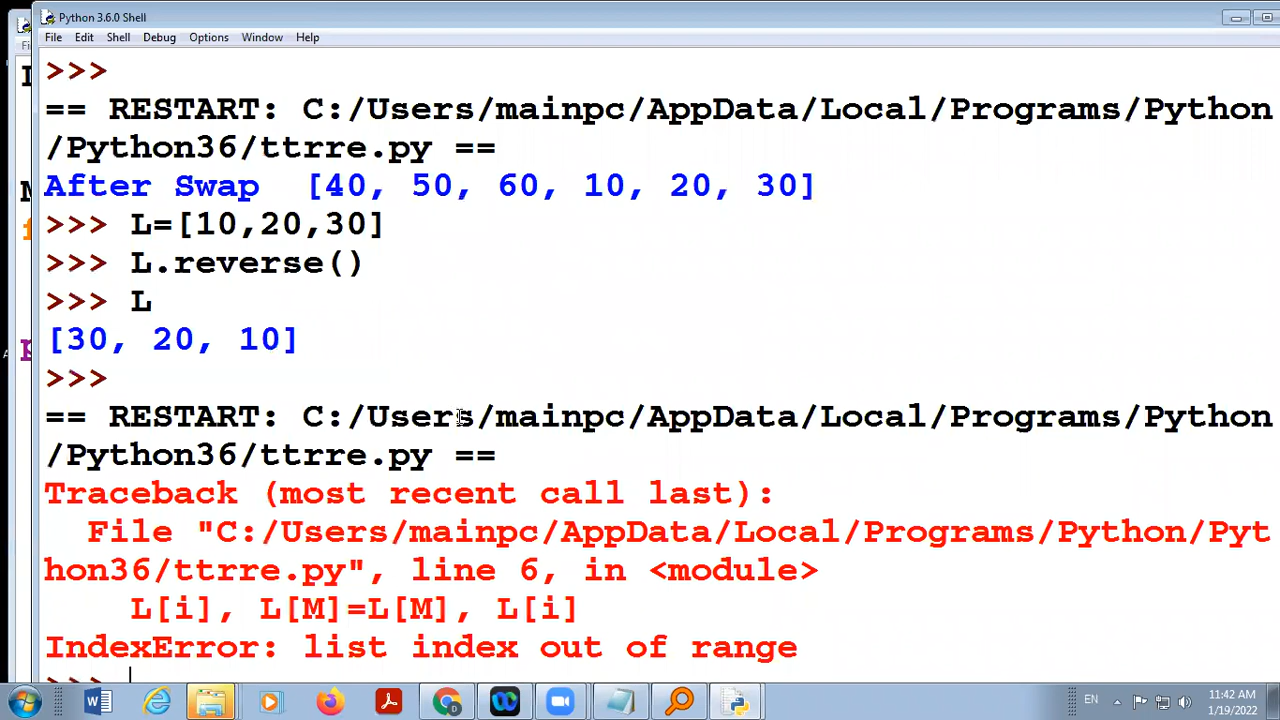 Python 3.6.0 Shell
File Edit Shell Debug Options Window Help
>>>
== RESTART: C:/Users/mainpc/AppData/Local/Programs/Python
/Python36/ttrre.py ==
After Swap [40, 50, 60, 10, 20, 30]
>>> L=[10,20,30]
>>> L.reverse()
>>> L
[30, 20, 10]
>>>
== RESTART: C:/Users/mainpc/AppData/Local/Programs/Python
/Python36/ttrre.py ==
Traceback (most recent call last):
File "C:/Users/mainpc/AppData/Local/Programs/Python/Pyt
hon36/ttrre.py", line 6, in <module>
L[i], L[M]=L[M], L[i]
IndexError: list index out of range
>>>
EN
11:42 AM
1/19/2022